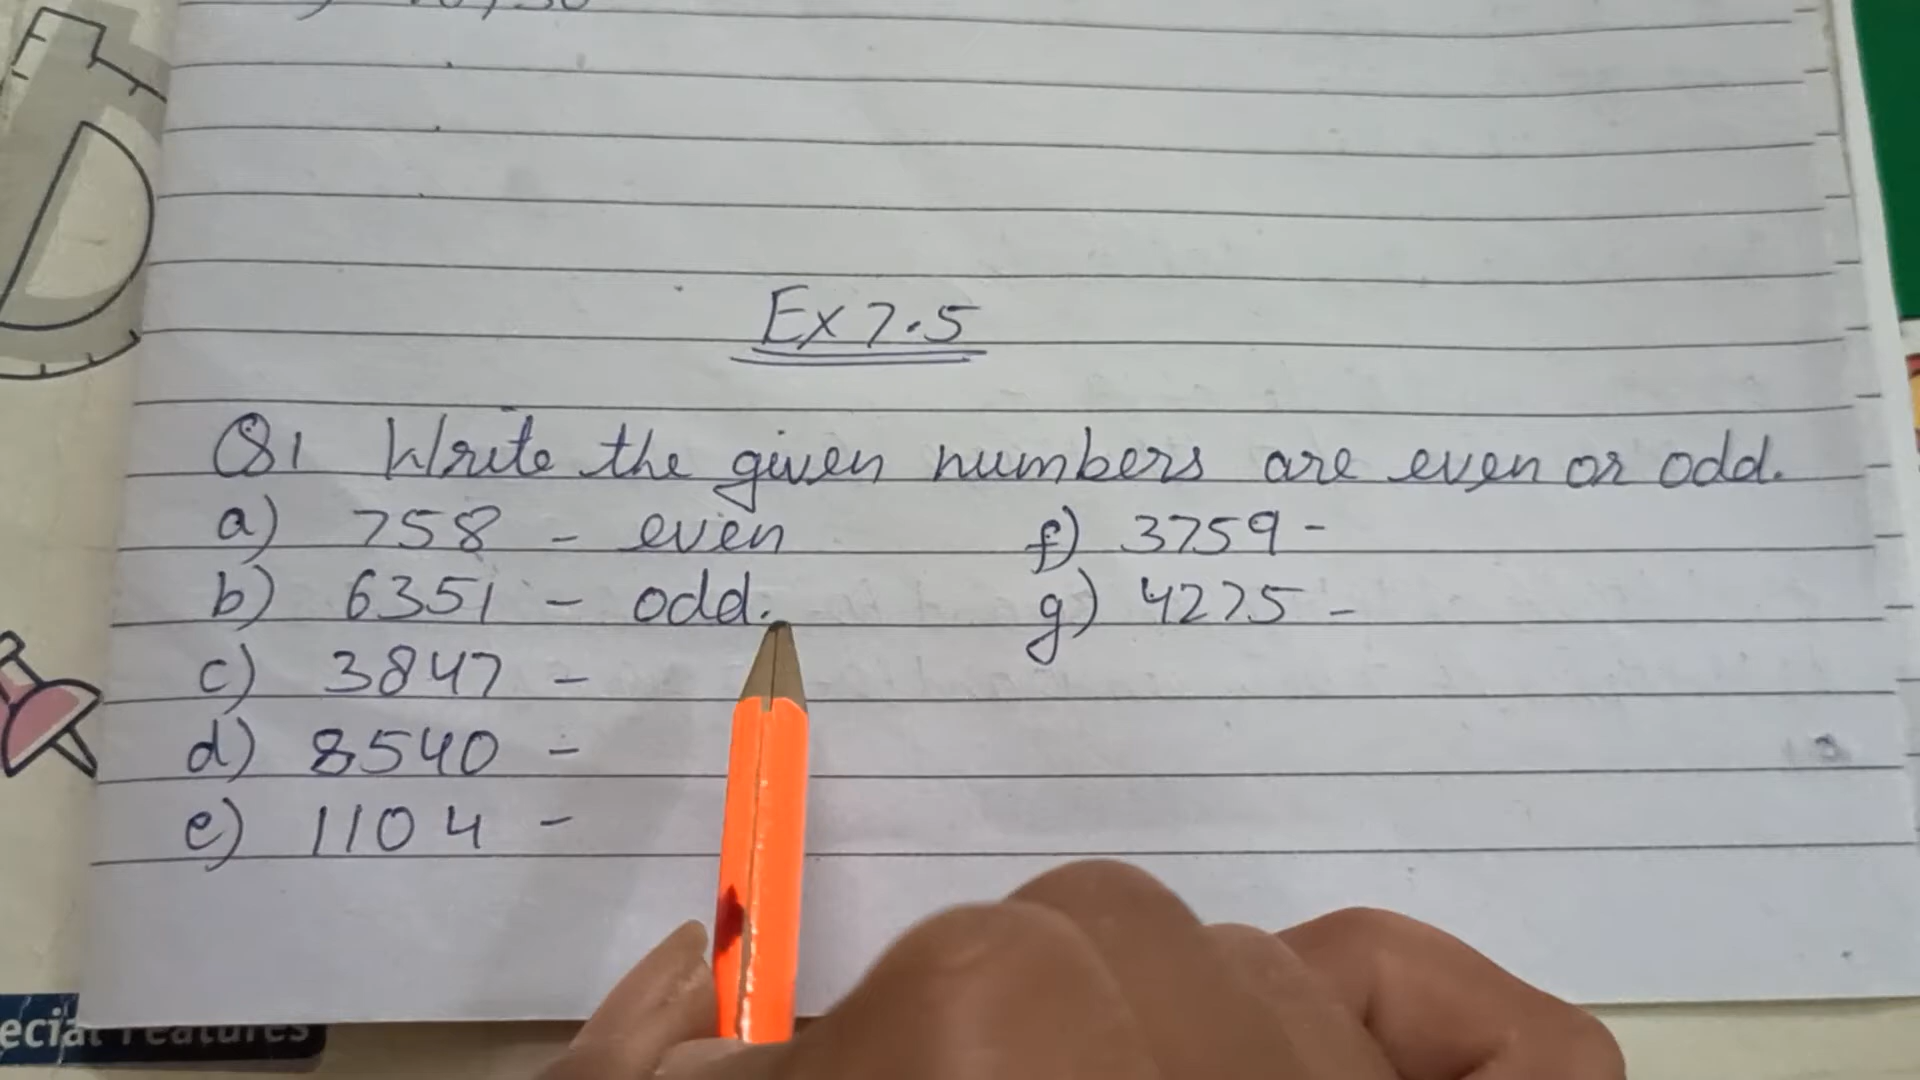 Ex 7.5
Q1 Write the given numbers are even or odd.
a) 758 - even
b) 6351 - odd.
c) 3847 -
d) 8540 -
e) 1104 -
f) 3759 -
g) 4275 -
Features